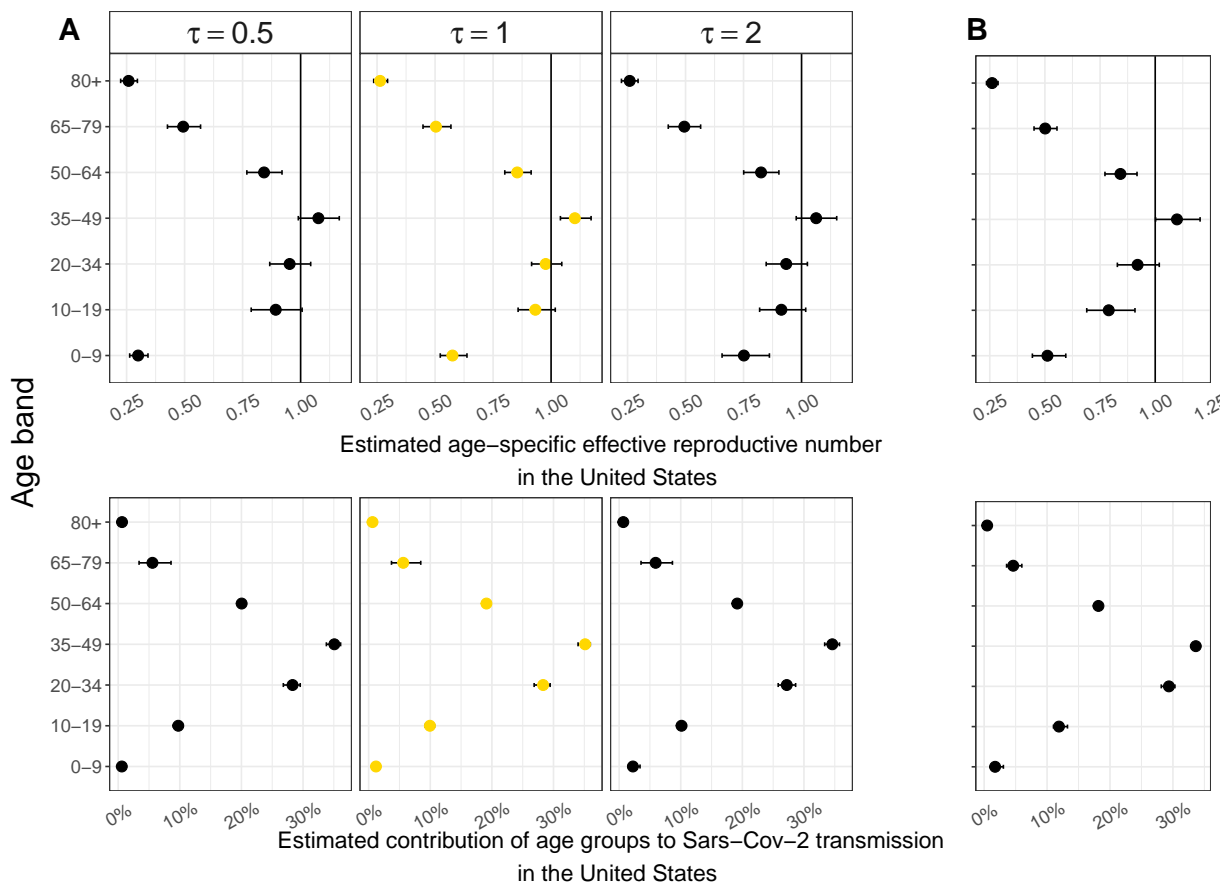 A
B
τ = 0.5
τ = 1
τ = 2
80+
65−79
50−64
35−49
20−34
10−19
0−9
0.25 0.50 0.75 1.00
0.25 0.50 0.75 1.00
0.25 0.50 0.75 1.00
0.25 0.50 0.75 1.00 1.25
Estimated age−specific effective reproductive number
in the United States
Age band
80+
65−79
50−64
35−49
20−34
10−19
0−9
0% 10% 20% 30%
0% 10% 20% 30%
0% 10% 20% 30%
0% 10% 20% 30%
Estimated contribution of age groups to Sars−Cov−2 transmission
in the United States